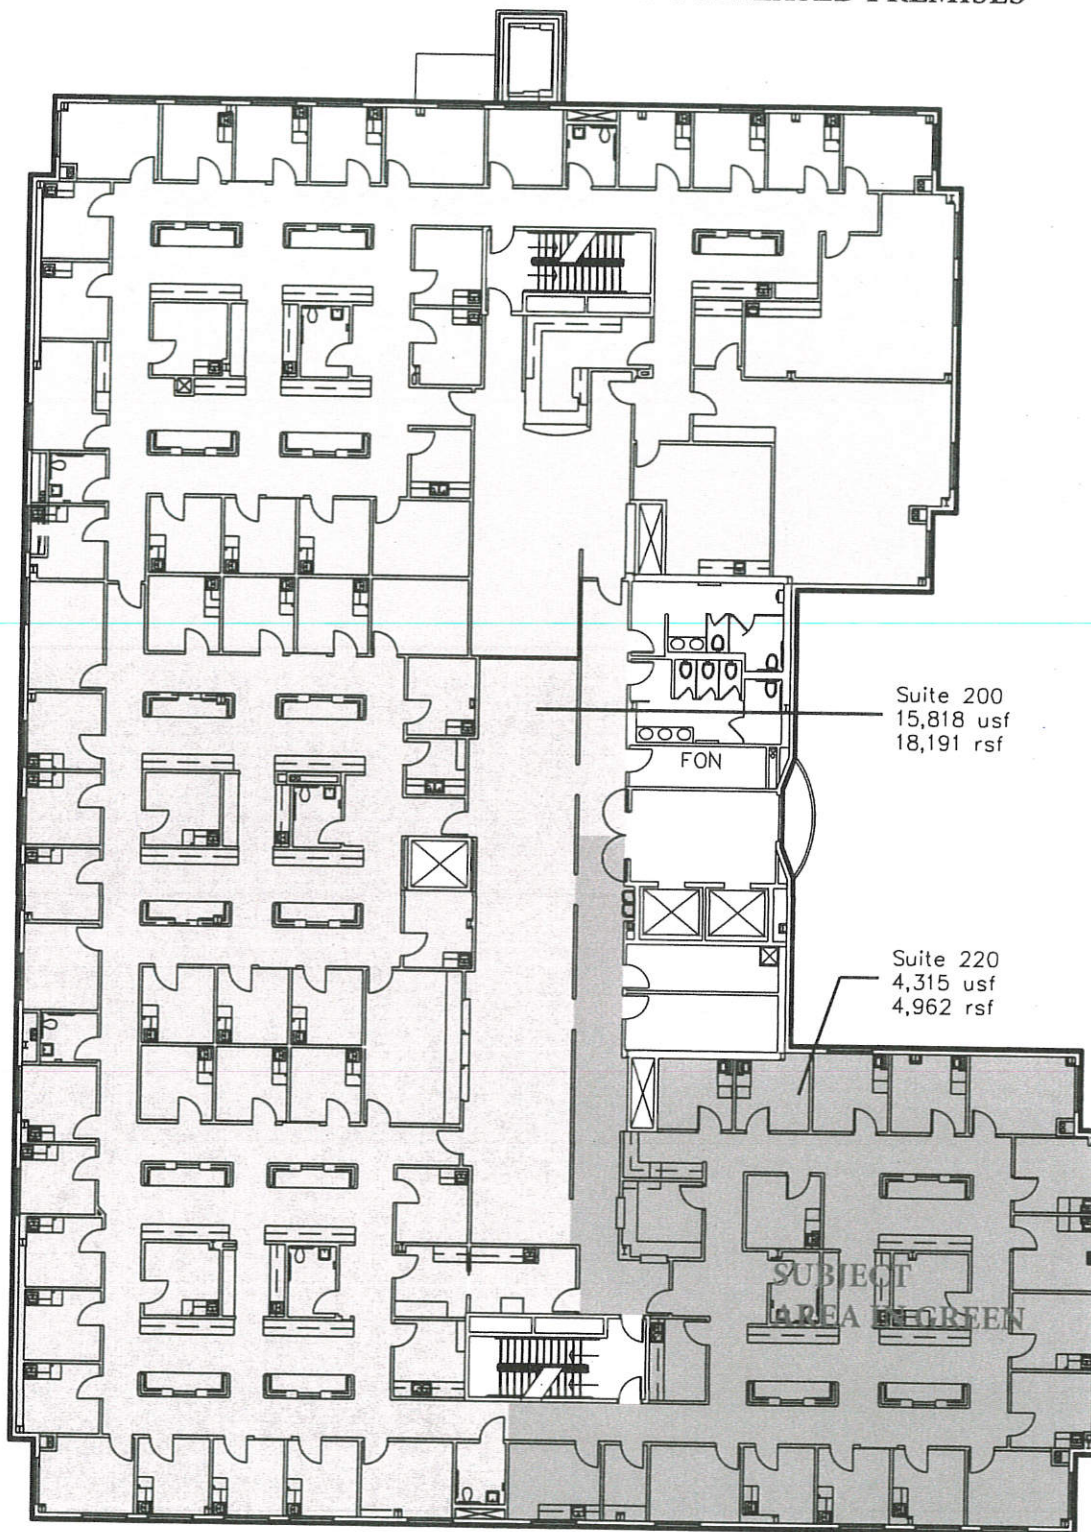 PREMISES
Suite 200
15,818 usf
18,191 rsf
FON
Suite 220
4,315 usf
4,962 rsf
SUBJECT
AREA IN GREEN